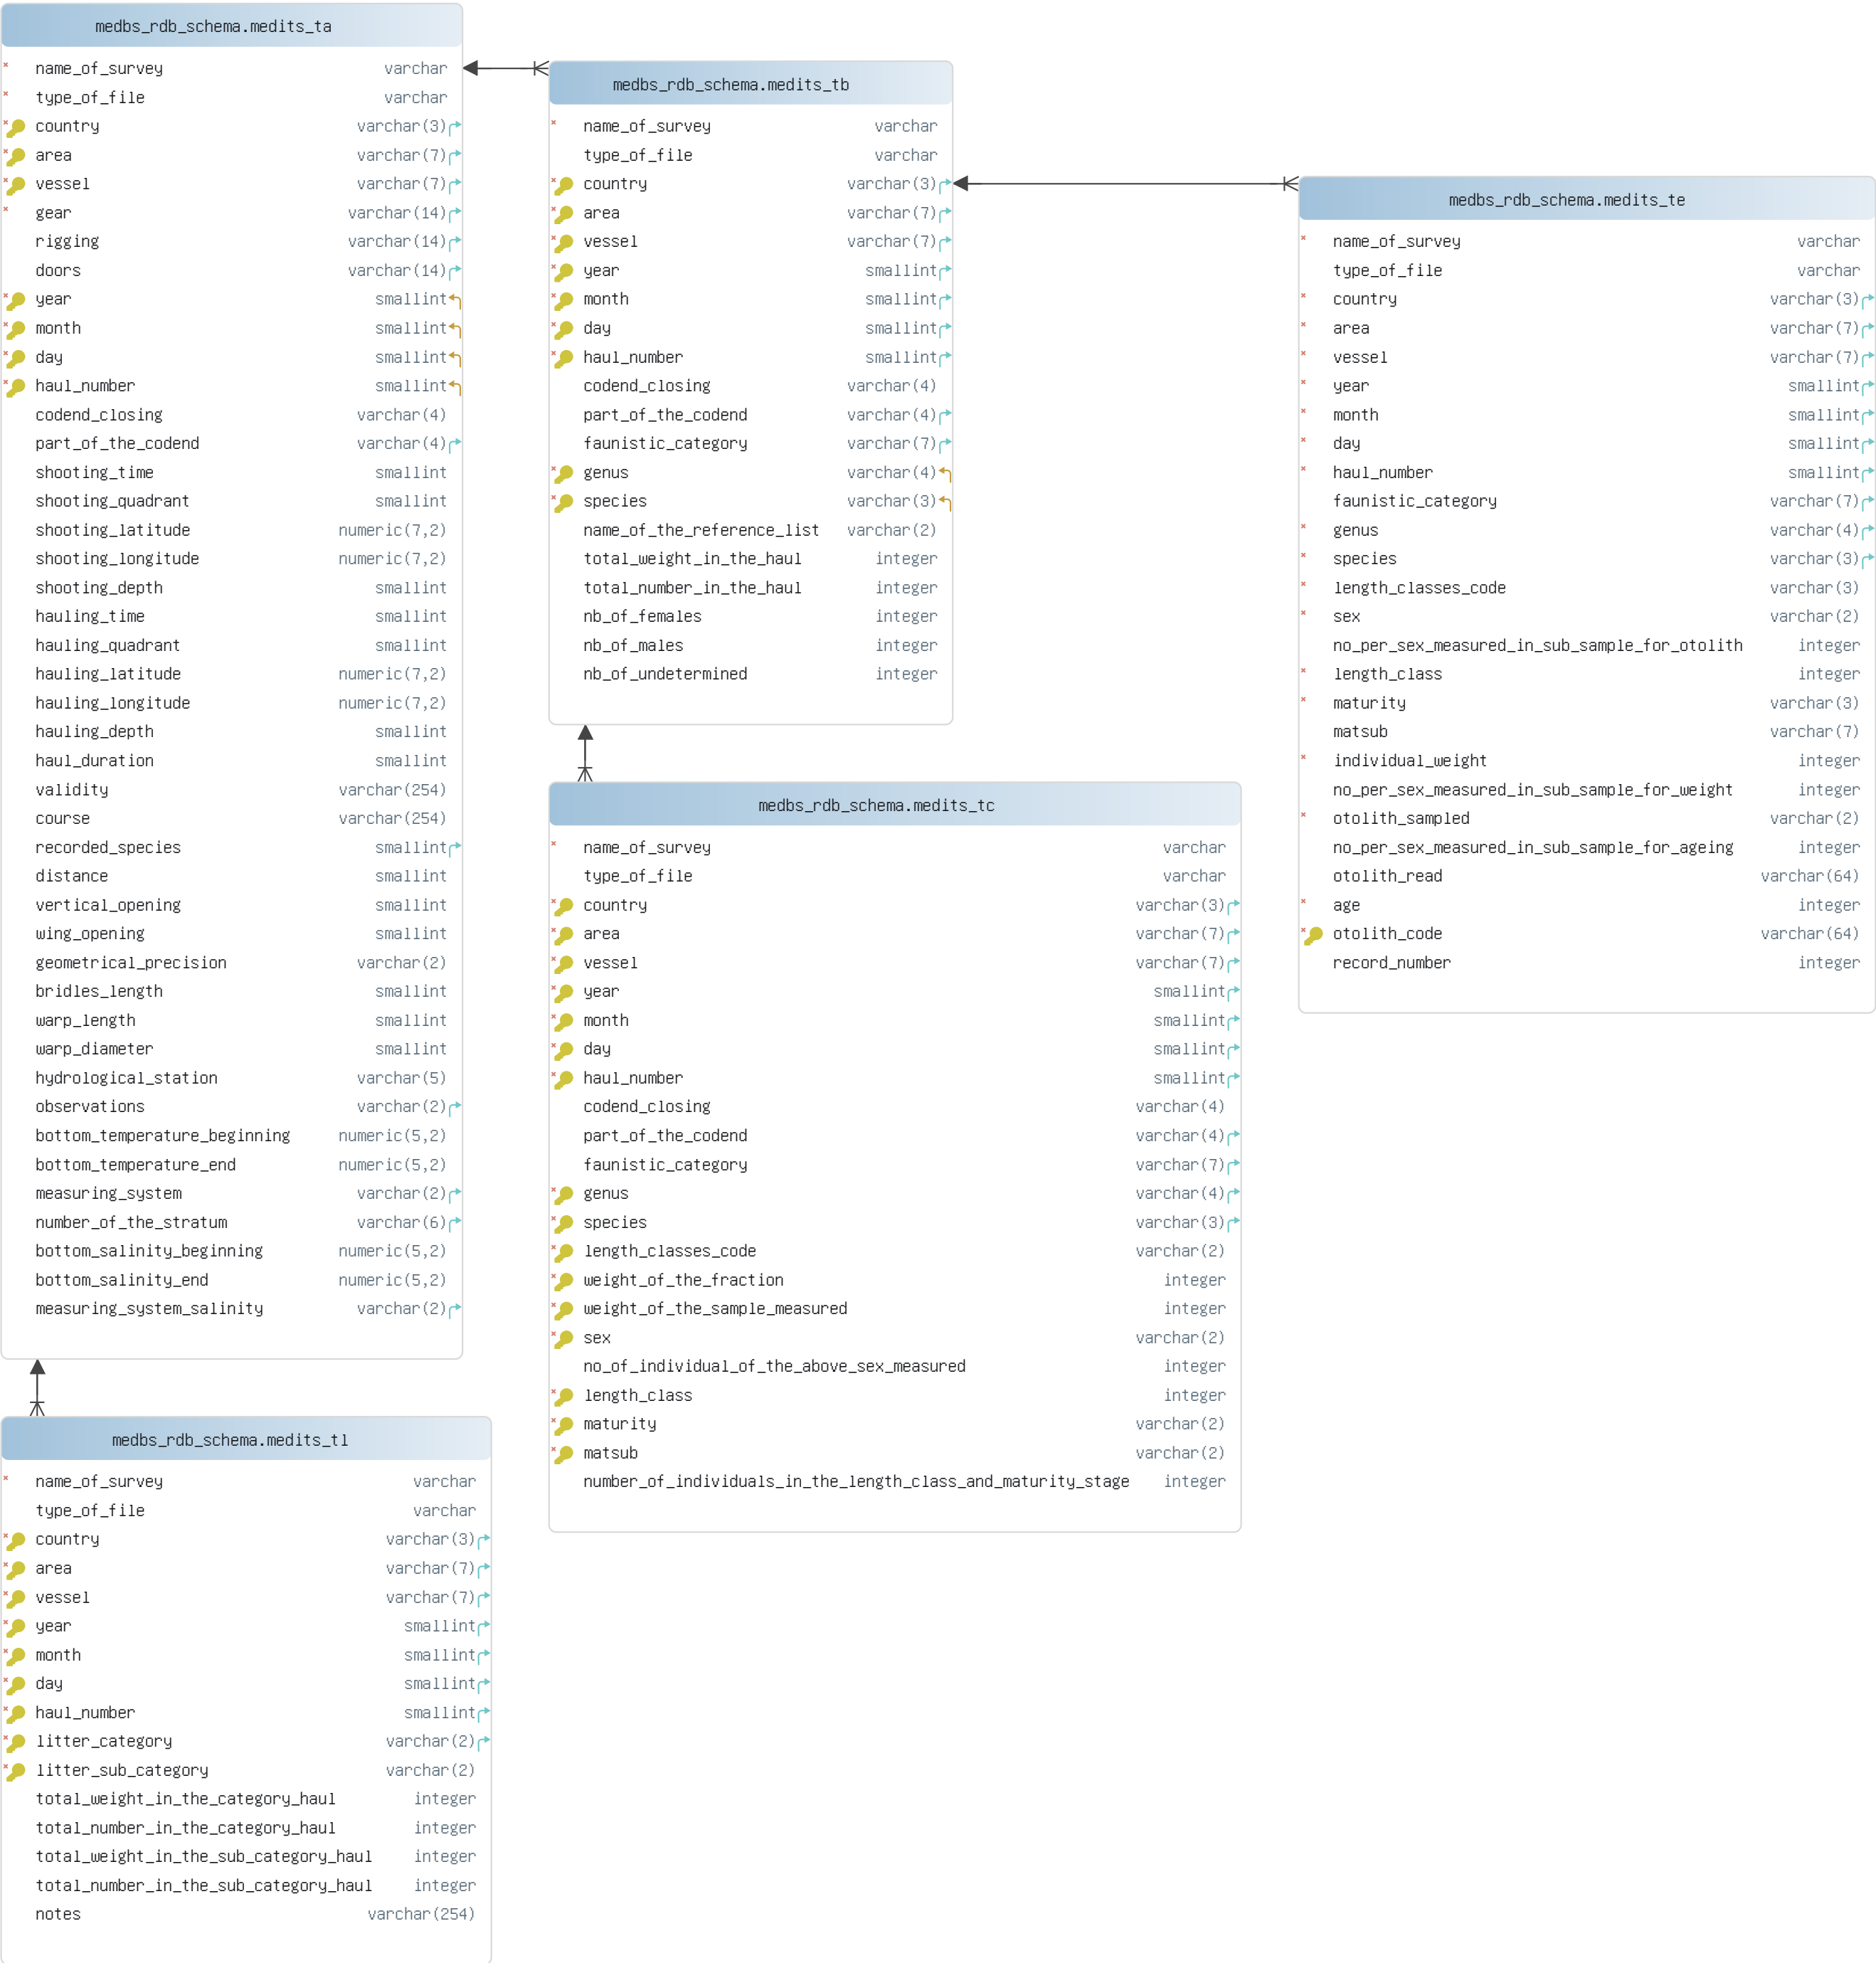 medbs_rdb_schema.medits_ta
name_of_survey varchar
type_of_file varchar
country varchar(3)
area varchar(7)
vessel varchar(7)
gear varchar(14)
rigging varchar(14)
doors varchar(14)
year smallint
month smallint
day smallint
haul_number smallint
codend_closing varchar(4)
part_of_the_codend varchar(4)
shooting_time smallint
shooting_quadrant smallint
shooting_latitude numeric(7,2)
shooting_longitude numeric(7,2)
shooting_depth smallint
hauling_time smallint
hauling_quadrant smallint
hauling_latitude numeric(7,2)
hauling_longitude numeric(7,2)
hauling_depth smallint
haul_duration smallint
validity varchar(254)
course varchar(254)
recorded_species smallint
distance smallint
vertical_opening smallint
wing_opening smallint
geometrical_precision varchar(2)
bridles_length smallint
warp_length smallint
warp_diameter smallint
hydrological_station varchar(5)
observations varchar(2)
bottom_temperature_beginning numeric(5,2)
bottom_temperature_end numeric(5,2)
measuring_system varchar(2)
number_of_the_stratum varchar(6)
bottom_salinity_beginning numeric(5,2)
bottom_salinity_end numeric(5,2)
measuring_system_salinity varchar(2)
medbs_rdb_schema.medits_tb
name_of_survey varchar
type_of_file varchar
country varchar(3)
area varchar(7)
vessel varchar(7)
year smallint
month smallint
day smallint
haul_number smallint
codend_closing varchar(4)
part_of_the_codend varchar(4)
faunistic_category varchar(7)
genus varchar(4)
species varchar(3)
name_of_the_reference_list varchar(2)
total_weight_in_the_haul integer
total_number_in_the_haul integer
nb_of_females integer
nb_of_males integer
nb_of_undetermined integer
medbs_rdb_schema.medits_te
name_of_survey varchar
type_of_file varchar
country varchar(3)
area varchar(7)
vessel varchar(7)
year smallint
month smallint
day smallint
haul_number smallint
faunistic_category varchar(7)
genus varchar(4)
species varchar(3)
length_classes_code varchar(3)
sex varchar(2)
no_per_sex_measured_in_sub_sample_for_otolith integer
length_class integer
maturity varchar(3)
matsub varchar(7)
individual_weight integer
no_per_sex_measured_in_sub_sample_for_weight integer
otolith_sampled varchar(2)
no_per_sex_measured_in_sub_sample_for_ageing integer
otolith_read varchar(64)
age integer
otolith_code varchar(64)
record_number integer
medbs_rdb_schema.medits_tc
name_of_survey varchar
type_of_file varchar
country varchar(3)
area varchar(7)
vessel varchar(7)
year smallint
month smallint
day smallint
haul_number smallint
codend_closing varchar(4)
part_of_the_codend varchar(4)
faunistic_category varchar(7)
genus varchar(4)
species varchar(3)
length_classes_code varchar(2)
weight_of_the_fraction integer
weight_of_the_sample_measured integer
sex varchar(2)
no_of_individual_of_the_above_sex_measured integer
length_class integer
maturity varchar(2)
matsub varchar(2)
number_of_individuals_in_the_length_class_and_maturity_stage integer
medbs_rdb_schema.medits_tl
name_of_survey varchar
type_of_file varchar
country varchar(3)
area varchar(7)
vessel varchar(7)
year smallint
month smallint
day smallint
haul_number smallint
litter_category varchar(2)
litter_sub_category varchar(2)
total_weight_in_the_category_haul integer
total_number_in_the_category_haul integer
total_weight_in_the_sub_category_haul integer
total_number_in_the_sub_category_haul integer
notes varchar(254)